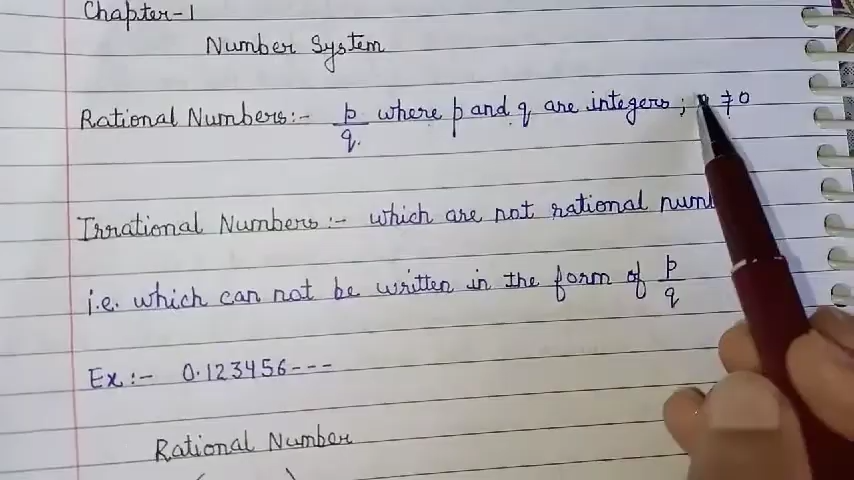 Chapter-1
Number System
Rational Numbers:- p/q where p and q are integers; ≠0
Irrational Numbers:- which are not rational
i.e. which can not be written in the form of p/q
Ex:- 0.123456---
Rational Number